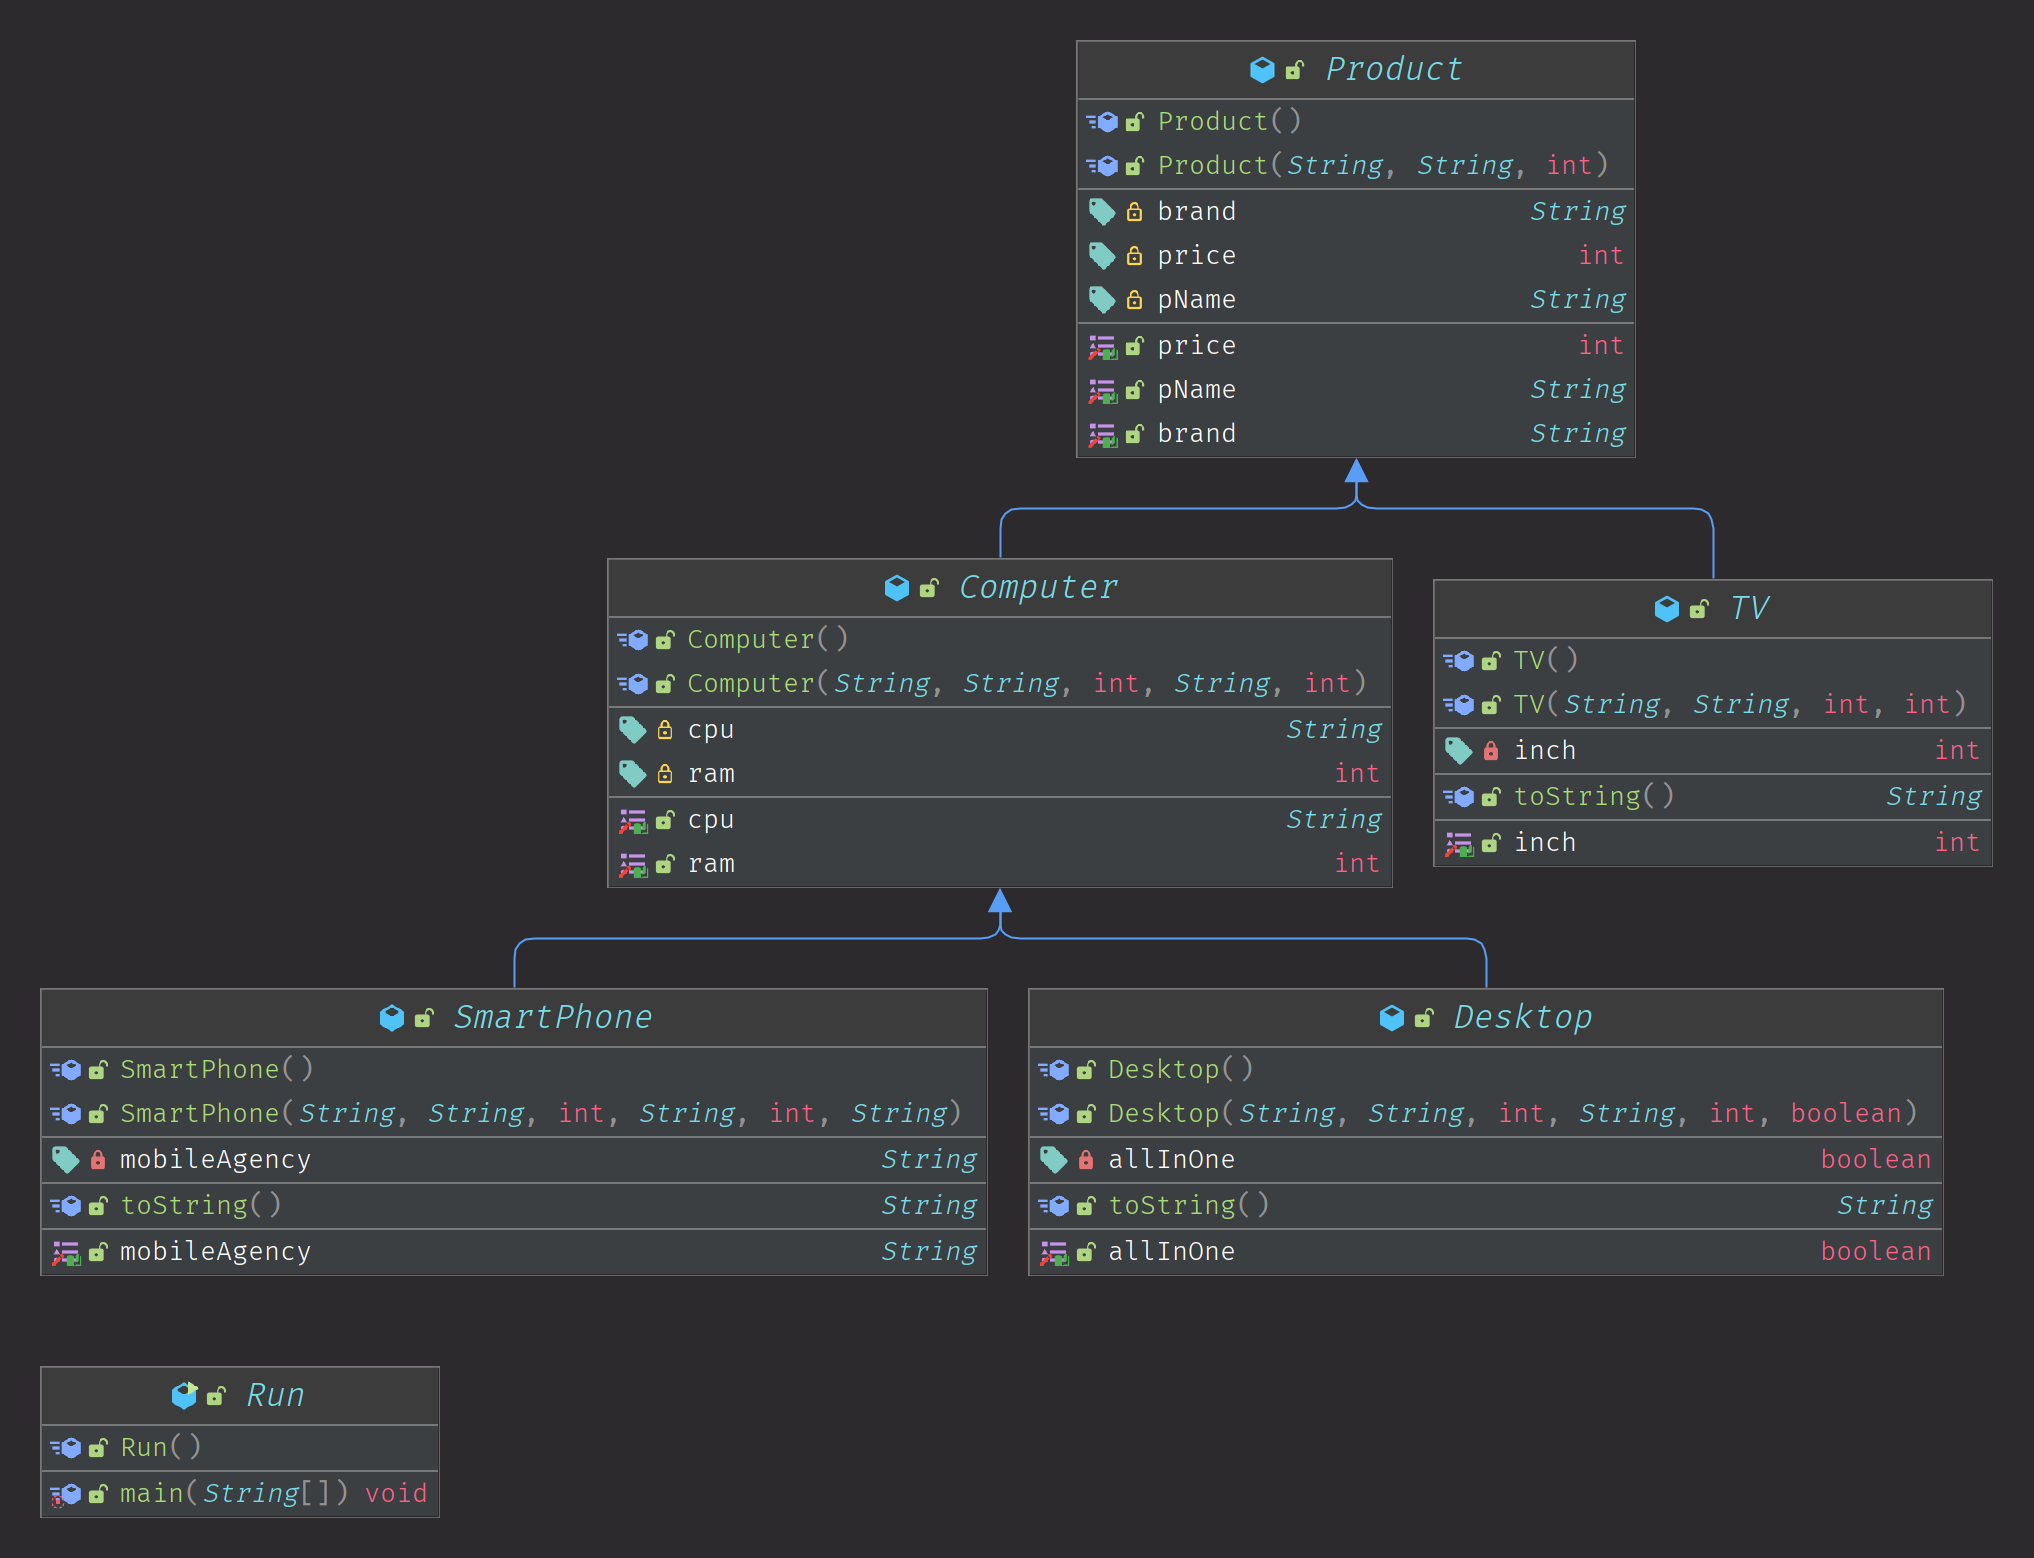 Product
Product()
Product(String, String, int)
brand String
price int
pName String
price int
pName String
brand String
Computer
Computer()
Computer(String, String, int, String, int)
cpu String
ram int
cpu String
ram int
TV
TV()
TV(String, String, int, int)
inch int
toString() String
inch int
SmartPhone
SmartPhone()
SmartPhone(String, String, int, String, int, String)
mobileAgency String
toString() String
mobileAgency String
Desktop
Desktop()
Desktop(String, String, int, String, int, boolean)
allInOne boolean
toString() String
allInOne boolean
Run
Run()
main(String[]) void